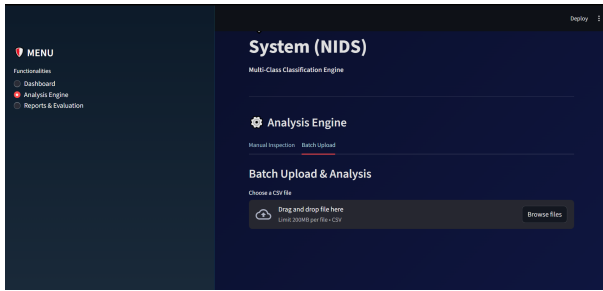 Deploy
MENU
Functionalities
Dashboard
Analysis Engine
Reports & Evaluation
System (NIDS)
Multi-Class Classification Engine
Analysis Engine
Manual Inspection Batch Upload
Batch Upload & Analysis
Choose a CSV file
Drag and drop file here
Limit 200MB per file • CSV
Browse files